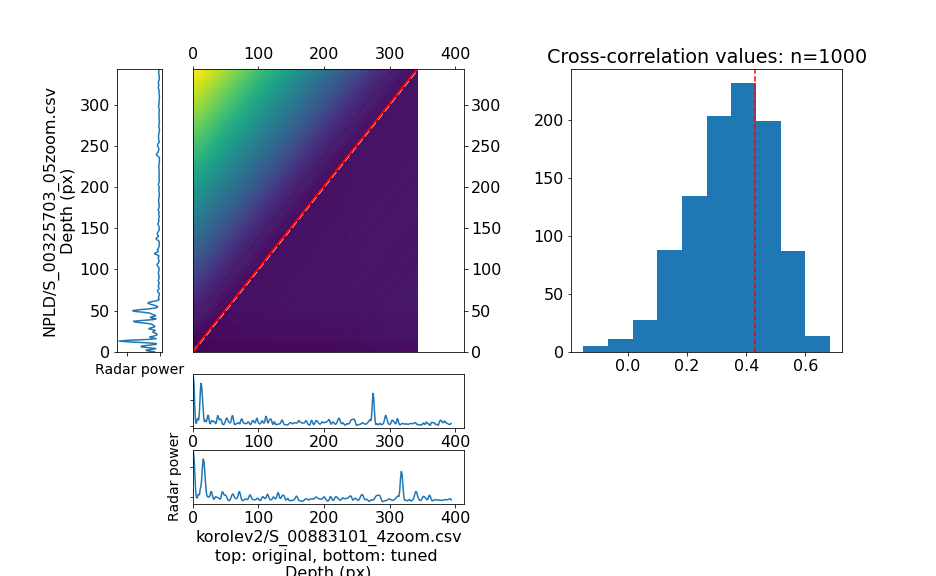 Cross-correlation values: n=1000
0 100 200 300 400
NPLD/S_00325703_05zoom.csv
Depth (px)
300
250
200
150
100
50
0
300
250
200
150
100
50
0
200
150
100
50
0
0.0 0.2 0.4 0.6
Radar power
0 100 200 300 400
Radar power
0 100 200 300 400
korolev2/S_00883101_4zoom.csv
top: original, bottom: tuned
Depth (px)